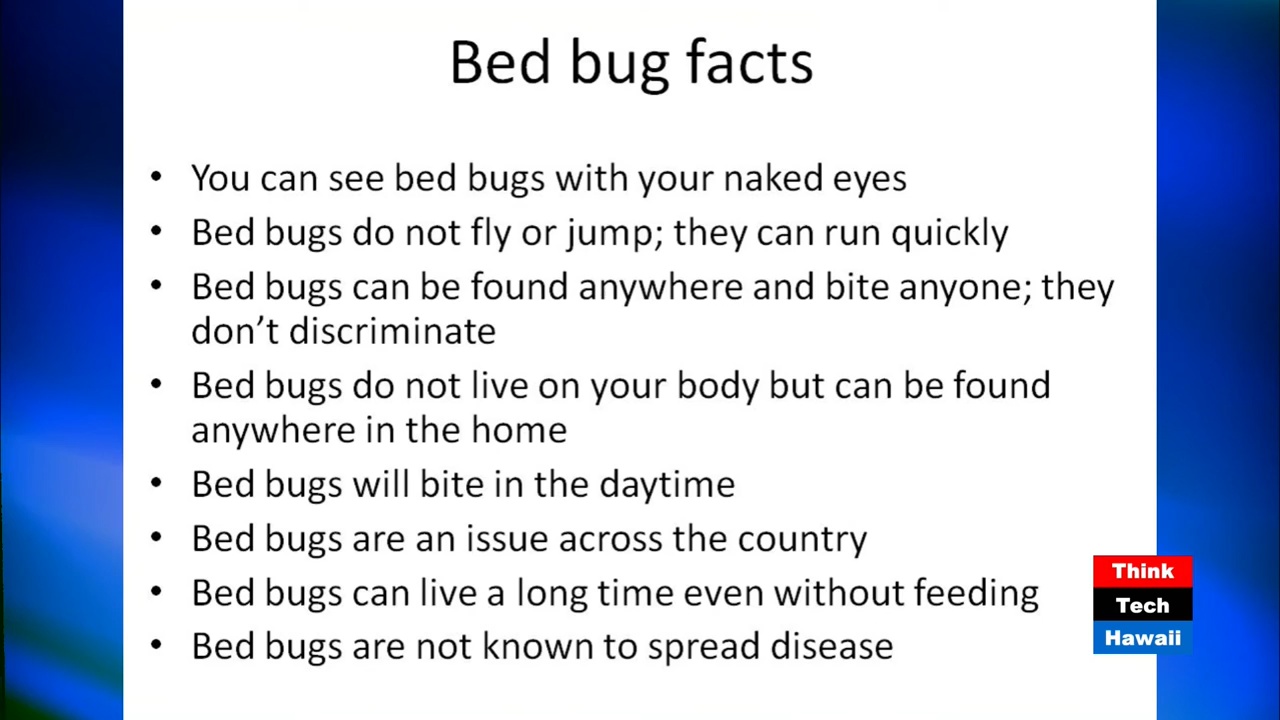 Bed bug facts
• You can see bed bugs with your naked eyes
• Bed bugs do not fly or jump; they can run quickly
• Bed bugs can be found anywhere and bite anyone; they
don’t discriminate
• Bed bugs do not live on your body but can be found
anywhere in the home
• Bed bugs will bite in the daytime
• Bed bugs are an issue across the country
• Bed bugs can live a long time even without feeding
• Bed bugs are not known to spread disease
Think
Tech
Hawaii